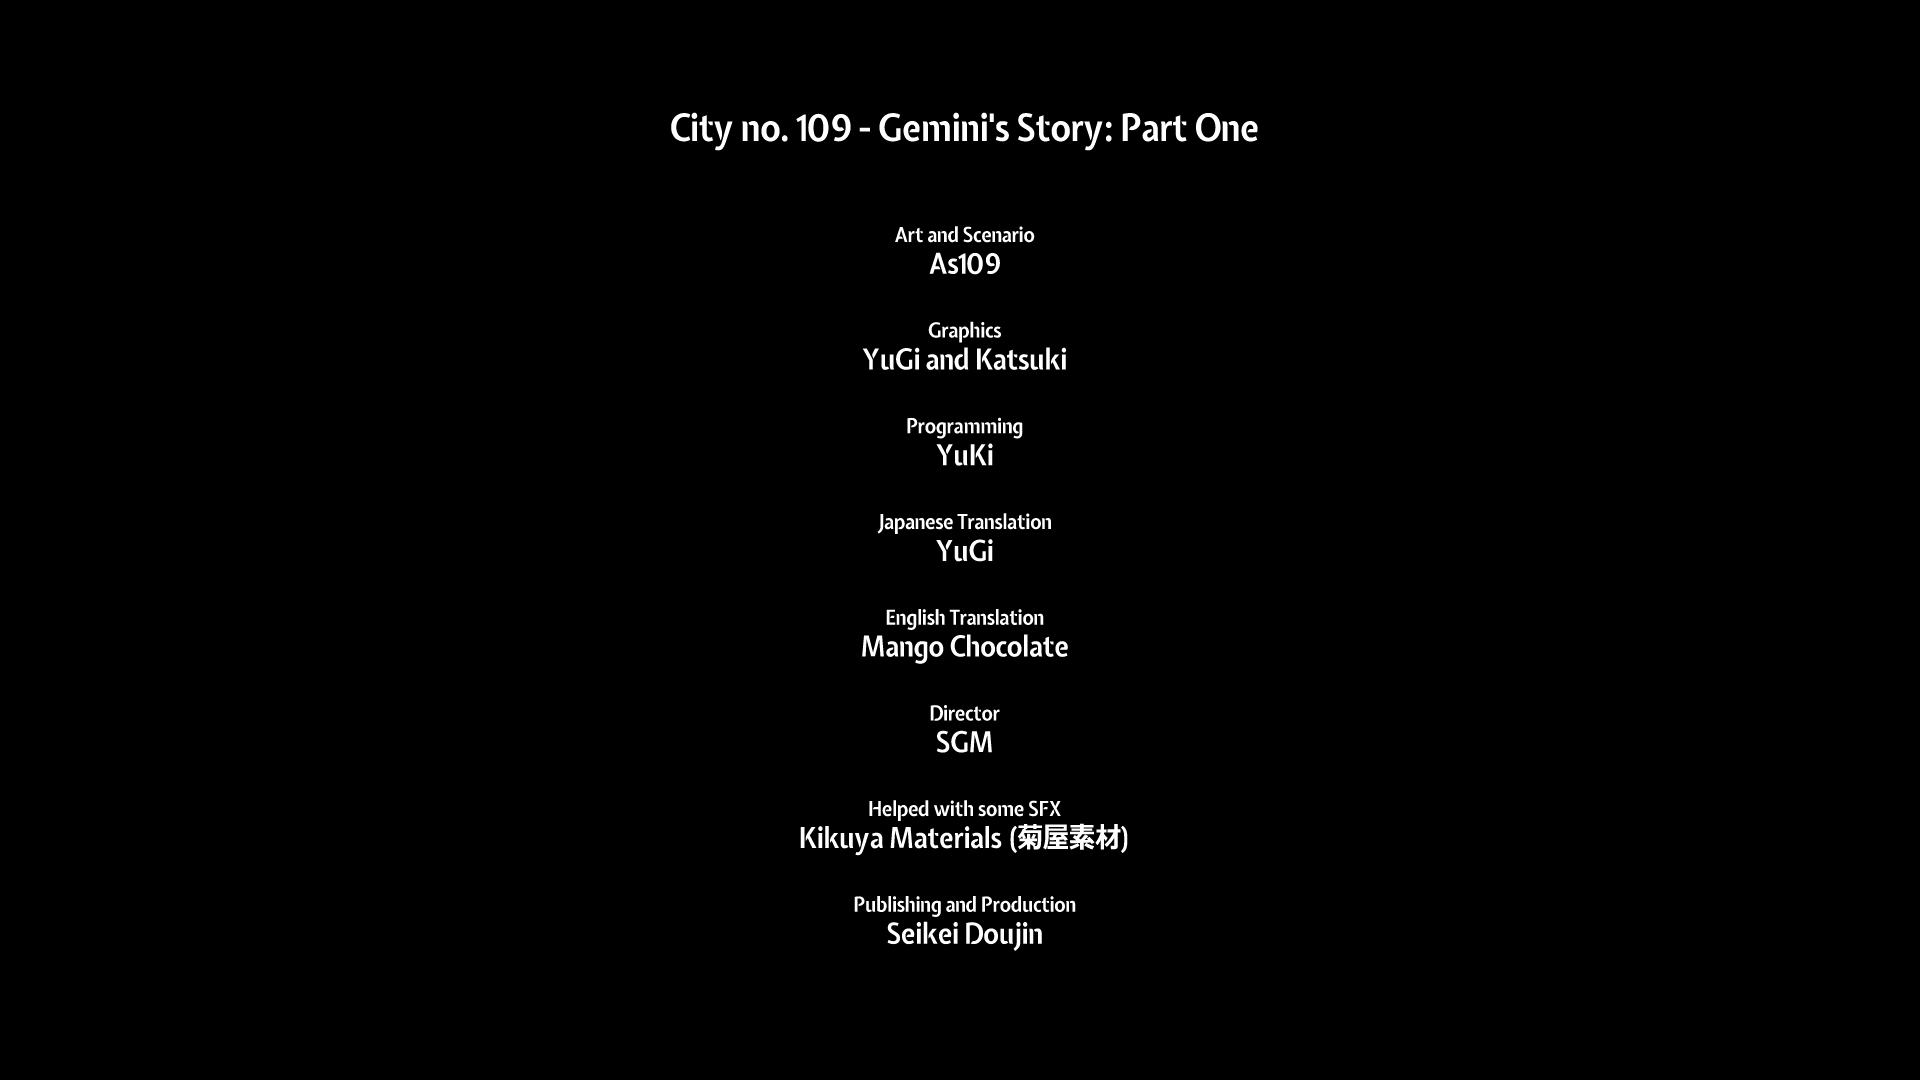 City no. 109 - Gemini's Story: Part One
Art and Scenario
As109
Graphics
YuGi and Katsuki
Programming
YuKi
Japanese Translation
YuGi
English Translation
Mango Chocolate
Director
SGM
Helped with some SFX
Kikuya Materials (菊屋素材)
Publishing and Production
Seikei Doujin